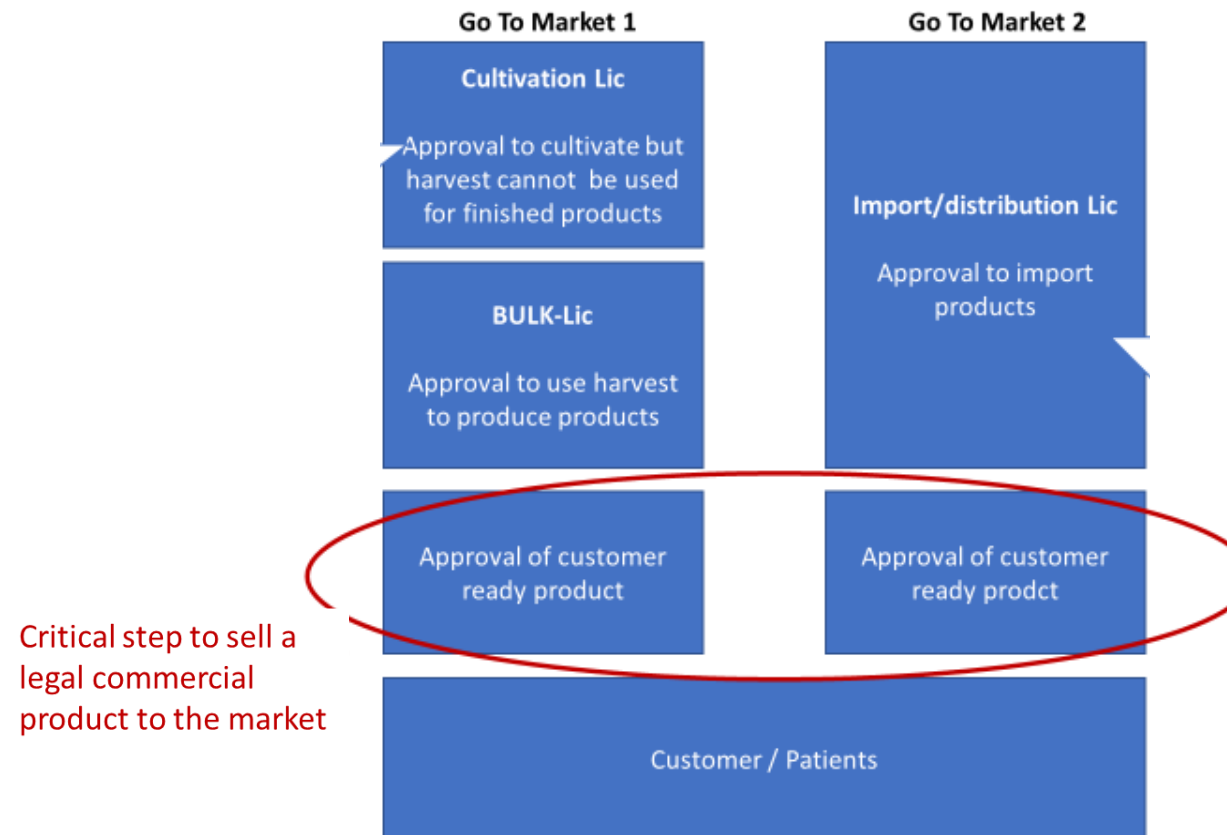 Go To Market 1
Go To Market 2
Cultivation Lic
Approval to cultivate but
harvest cannot be used
for finished products
Import/distribution Lic
Approval to import
products
BULK-Lic
Approval to use harvest
to produce products
Approval of customer
ready product
Approval of customer
ready prodct
Critical step to sell a
legal commercial
product to the market
Customer / Patients